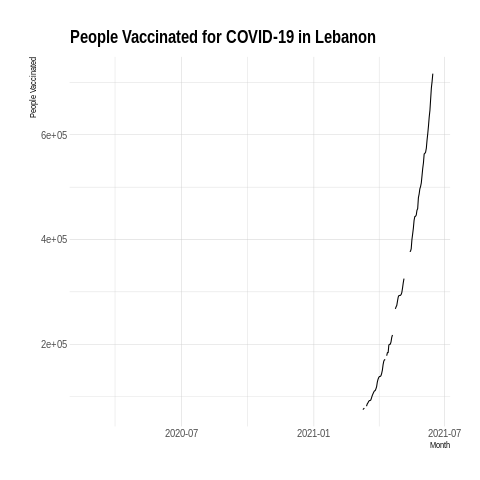 People Vaccinated for COVID-19 in Lebanon
People Vaccinated
6e+05
4e+05
2e+05
2020-07
2021-01
2021-07
Month